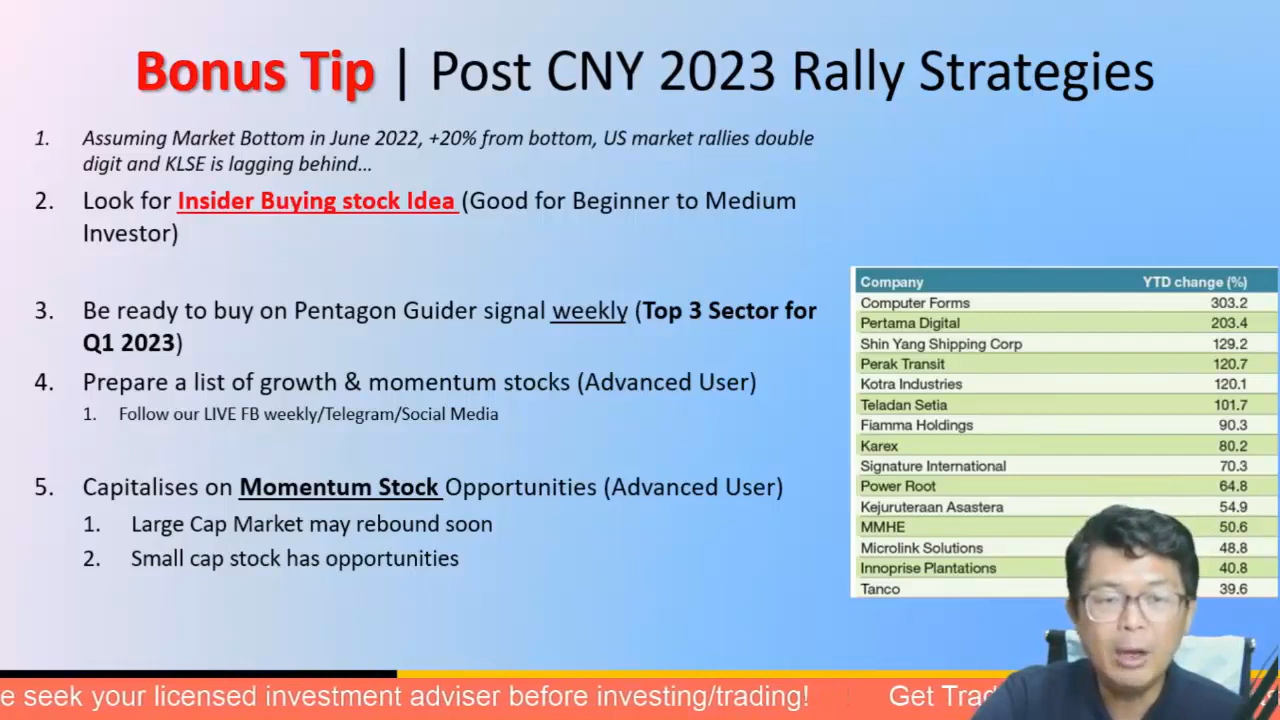 Bonus Tip | Post CNY 2023 Rally Strategies
1. Assuming Market Bottom in June 2022, +20% from bottom, US market rallies double
digit and KLSE is lagging behind...
2. Look for Insider Buying stock Idea (Good for Beginner to Medium
Investor)
3. Be ready to buy on Pentagon Guider signal weekly (Top 3 Sector for
Q1 2023)
4. Prepare a list of growth & momentum stocks (Advanced User)
1. Follow our LIVE FB weekly/Telegram/Social Media
5. Capitalises on Momentum Stock Opportunities (Advanced User)
1. Large Cap Market may rebound soon
2. Small cap stock has opportunities
Company YTD change (%)
Computer Forms 303.2
Pertama Digital 203.4
Shin Yang Shipping Corp 129.2
Perak Transit 120.7
Kotra Industries 120.1
Teladan Setia 101.7
Fiamma Holdings 90.3
Karex 80.2
Signature International 70.3
Power Root 64.8
Kejuruteraan Asastera 54.9
MMHE 50.6
Microlink Solutions 48.8
Innoprise Plantations 40.8
Tanco 39.6
e seek your licensed investment adviser before investing/trading! Get Trad